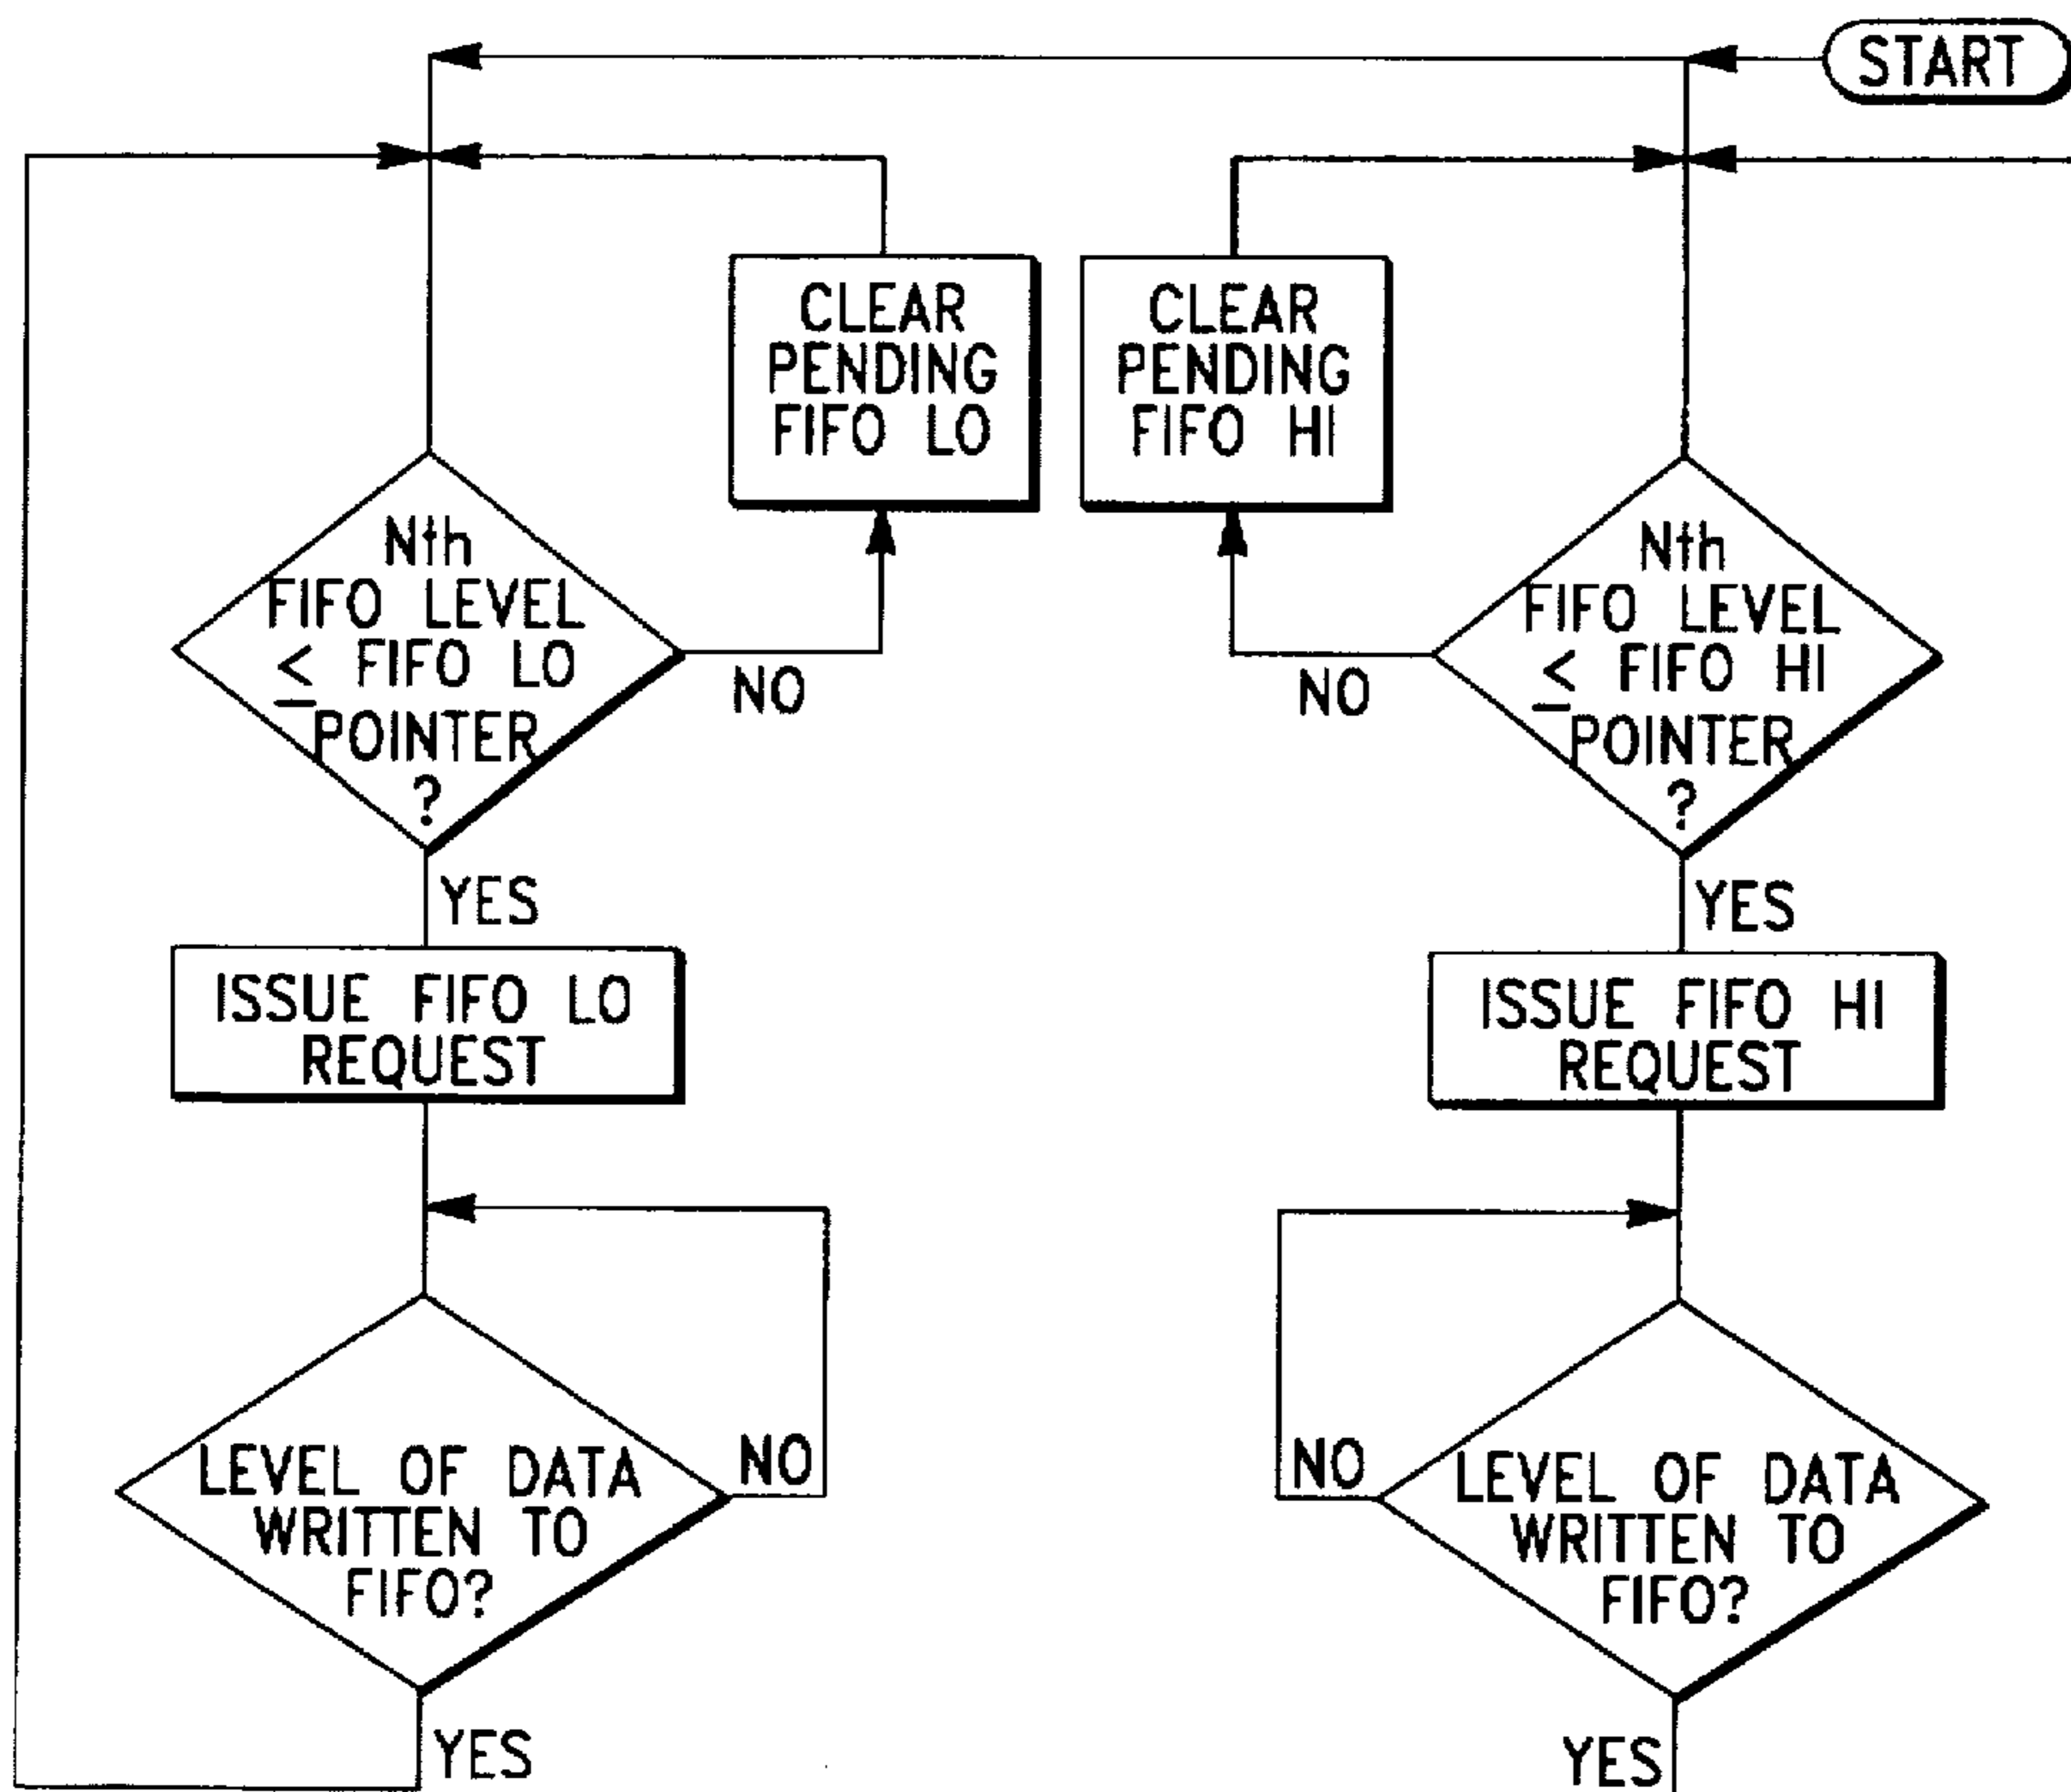 START
CLEAR
PENDING
FIFO LO
CLEAR
PENDING
FIFO HI
Nth
FIFO LEVEL
≤ FIFO LO
POINTER
?
NO
NO
Nth
FIFO LEVEL
≤ FIFO HI
POINTER
?
YES
YES
ISSUE FIFO LO
REQUEST
ISSUE FIFO HI
REQUEST
LEVEL OF DATA
WRITTEN TO
FIFO?
NO
NO
LEVEL OF DATA
WRITTEN TO
FIFO?
YES
YES